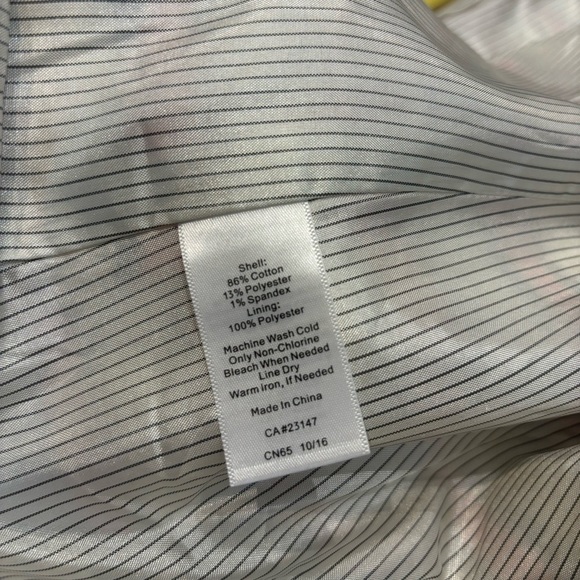 Shell:
86% Cotton
13% Polyester
1% Spandex
Lining:
100% Polyester
Machine Wash Cold
Only Non-Chlorine
Bleach When Needed
Line Dry
Warm iron, If Needed
Made In China
CA#23147
CN65 10/16